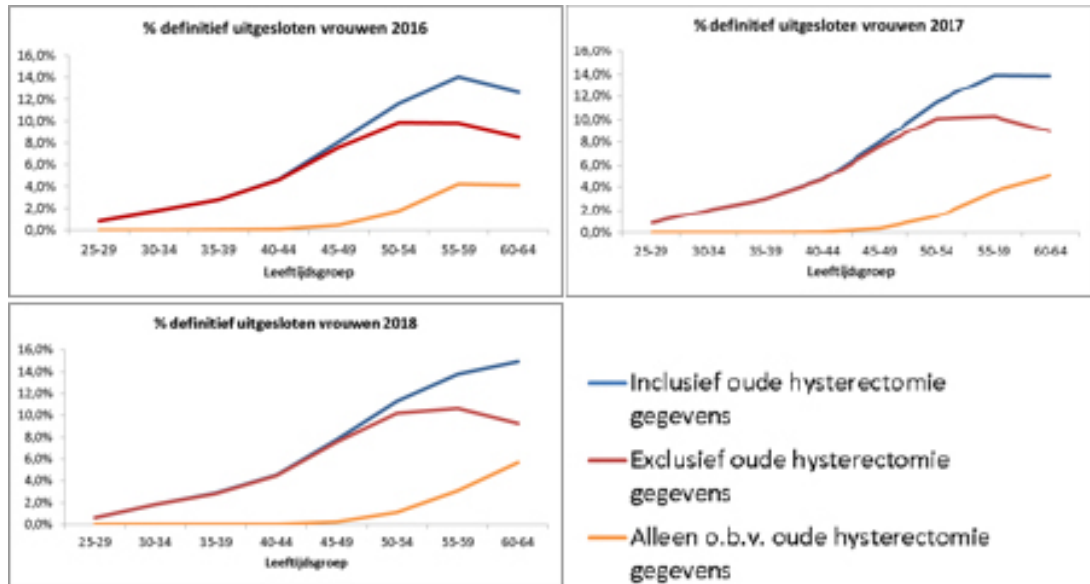 % definitief uitgesloten vrouwen 2016
16,0%
14,0%
12,0%
10,0%
8,0%
6,0%
4,0%
2,0%
0,0%
25-29 30-34 35-39 40-44 45-49 50-54 55-59 60-64
Leeftijdsgroep
% definitief uitgesloten vrouwen 2017
16,0%
14,0%
12,0%
10,0%
8,0%
6,0%
4,0%
2,0%
0,0%
25-29 30-34 35-39 40-44 45-49 50-54 55-59 60-64
Leeftijdsgroep
% definitief uitgesloten vrouwen 2018
16,0%
14,0%
12,0%
10,0%
8,0%
6,0%
4,0%
2,0%
0,0%
25-29 30-34 35-39 40-44 45-49 50-54 55-59 60-64
Leeftijdsgroep
Inclusief oude hysterectomie
gegevens
Exclusief oude hysterectomie
gegevens
Alleen o.b.v. oude hysterectomie
gegevens